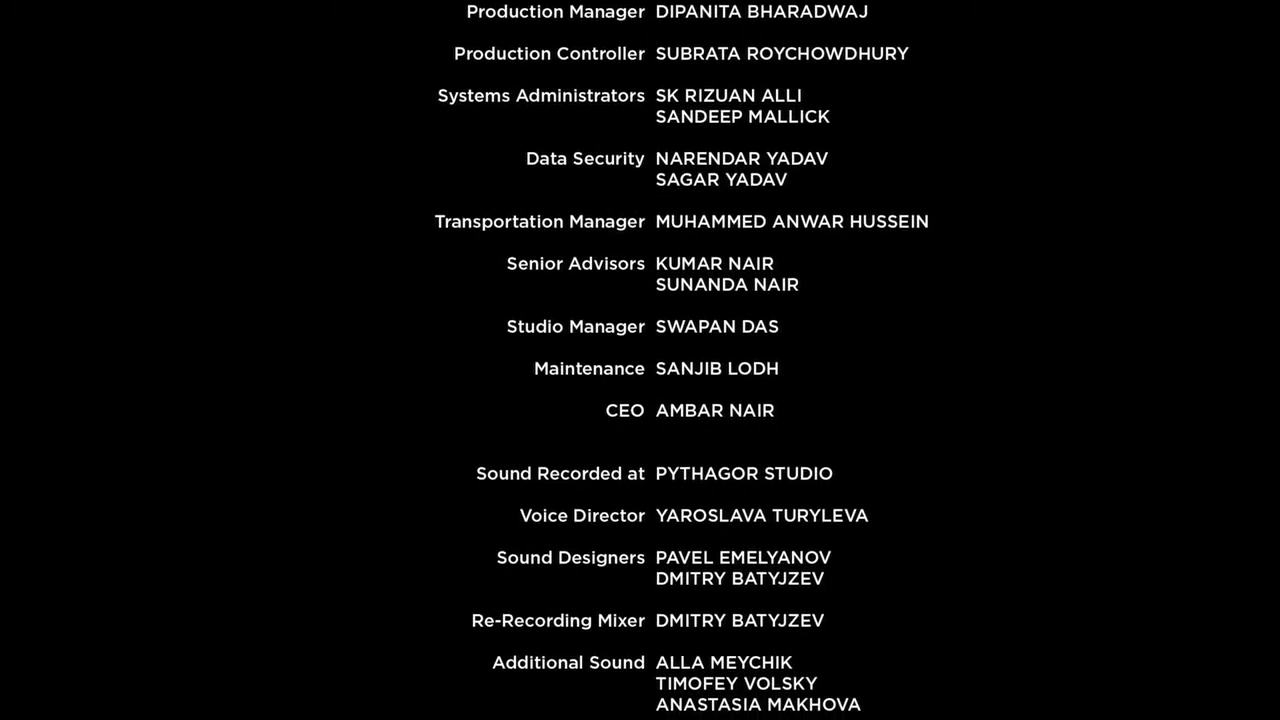 Production Manager DIPANITA BHARADWAJ
Production Controller SUBRATA ROYCHOWDHURY
Systems Administrators SK RIZUAN ALLI
SANDEEP MALLICK
Data Security NARENDAR YADAV
SAGAR YADAV
Transportation Manager MUHAMMED ANWAR HUSSEIN
Senior Advisors KUMAR NAIR
SUNANDA NAIR
Studio Manager SWAPAN DAS
Maintenance SANJIB LODH
CEO AMBAR NAIR
Sound Recorded at PYTHAGOR STUDIO
Voice Director YAROSLAVA TURYLEVA
Sound Designers PAVEL EMELYANOV
DMITRY BATYJZEV
Re-Recording Mixer DMITRY BATYJZEV
Additional Sound ALLA MEYCHIK
TIMOFEY VOLSKY
ANASTASIA MAKHOVA